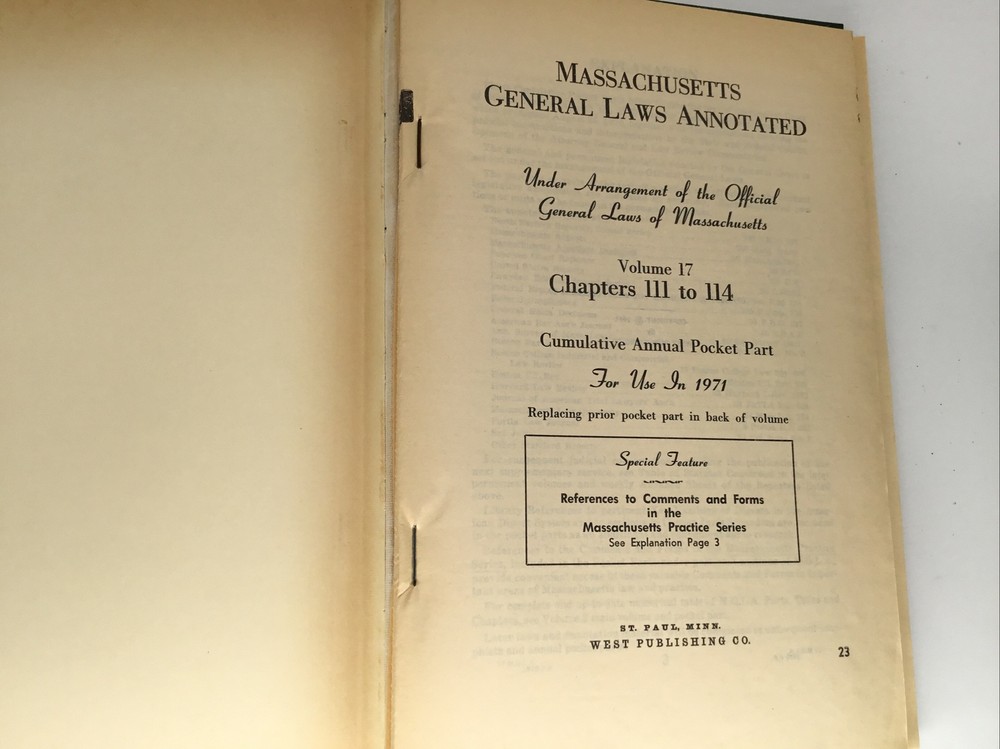 MASSACHUSETTS
GENERAL LAWS ANNOTATED
Under Arrangement of the Official
General Laws of Massachusetts
Volume 17
Chapters 111 to 114
Cumulative Annual Pocket Part
For Use In 1971
Replacing prior pocket part in back of volume
Special Feature
References to Comments and Forms
in the
Massachusetts Practice Series
See Explanation Page 3
ST. PAUL, MINN.
WEST PUBLISHING CO.
23